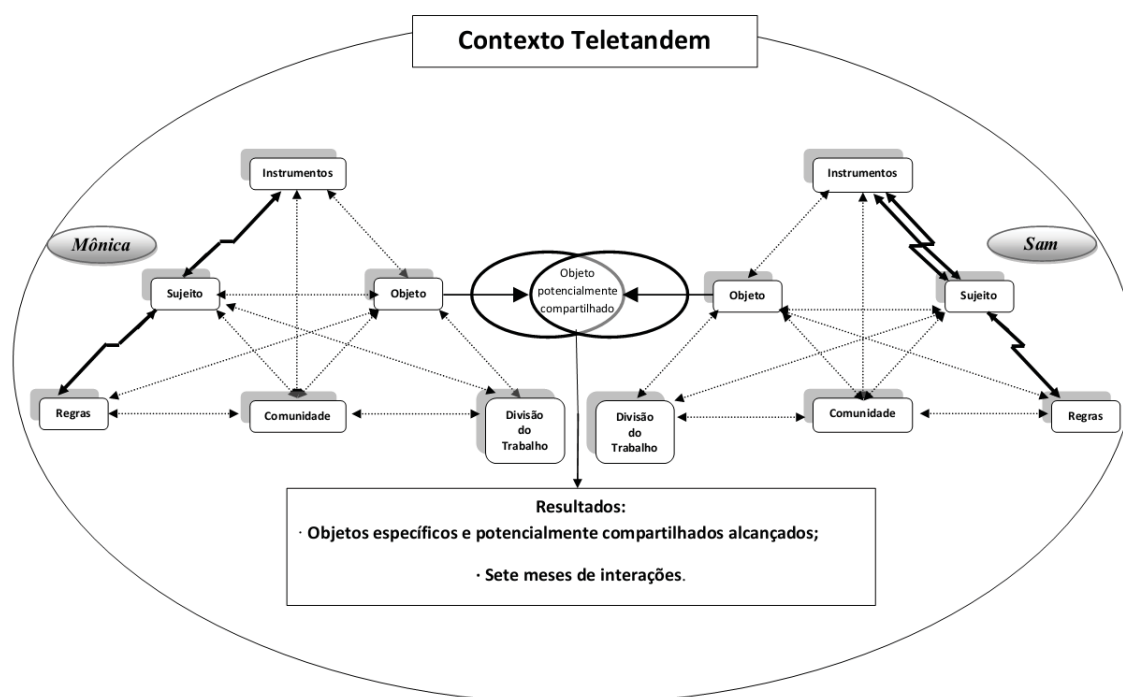 Contexto Teletandem
Instrumentos
Instrumentos
Mônica
Sam
Objeto
potencialmente
compartilhado
Sujeito
Objeto
Objeto
Sujeito
Regras
Comunidade
Divisão
do
Trabalho
Divisão
do
Trabalho
Comunidade
Regras
Resultados:
· Objetos específicos e potencialmente compartilhados alcançados;
· Sete meses de interações.